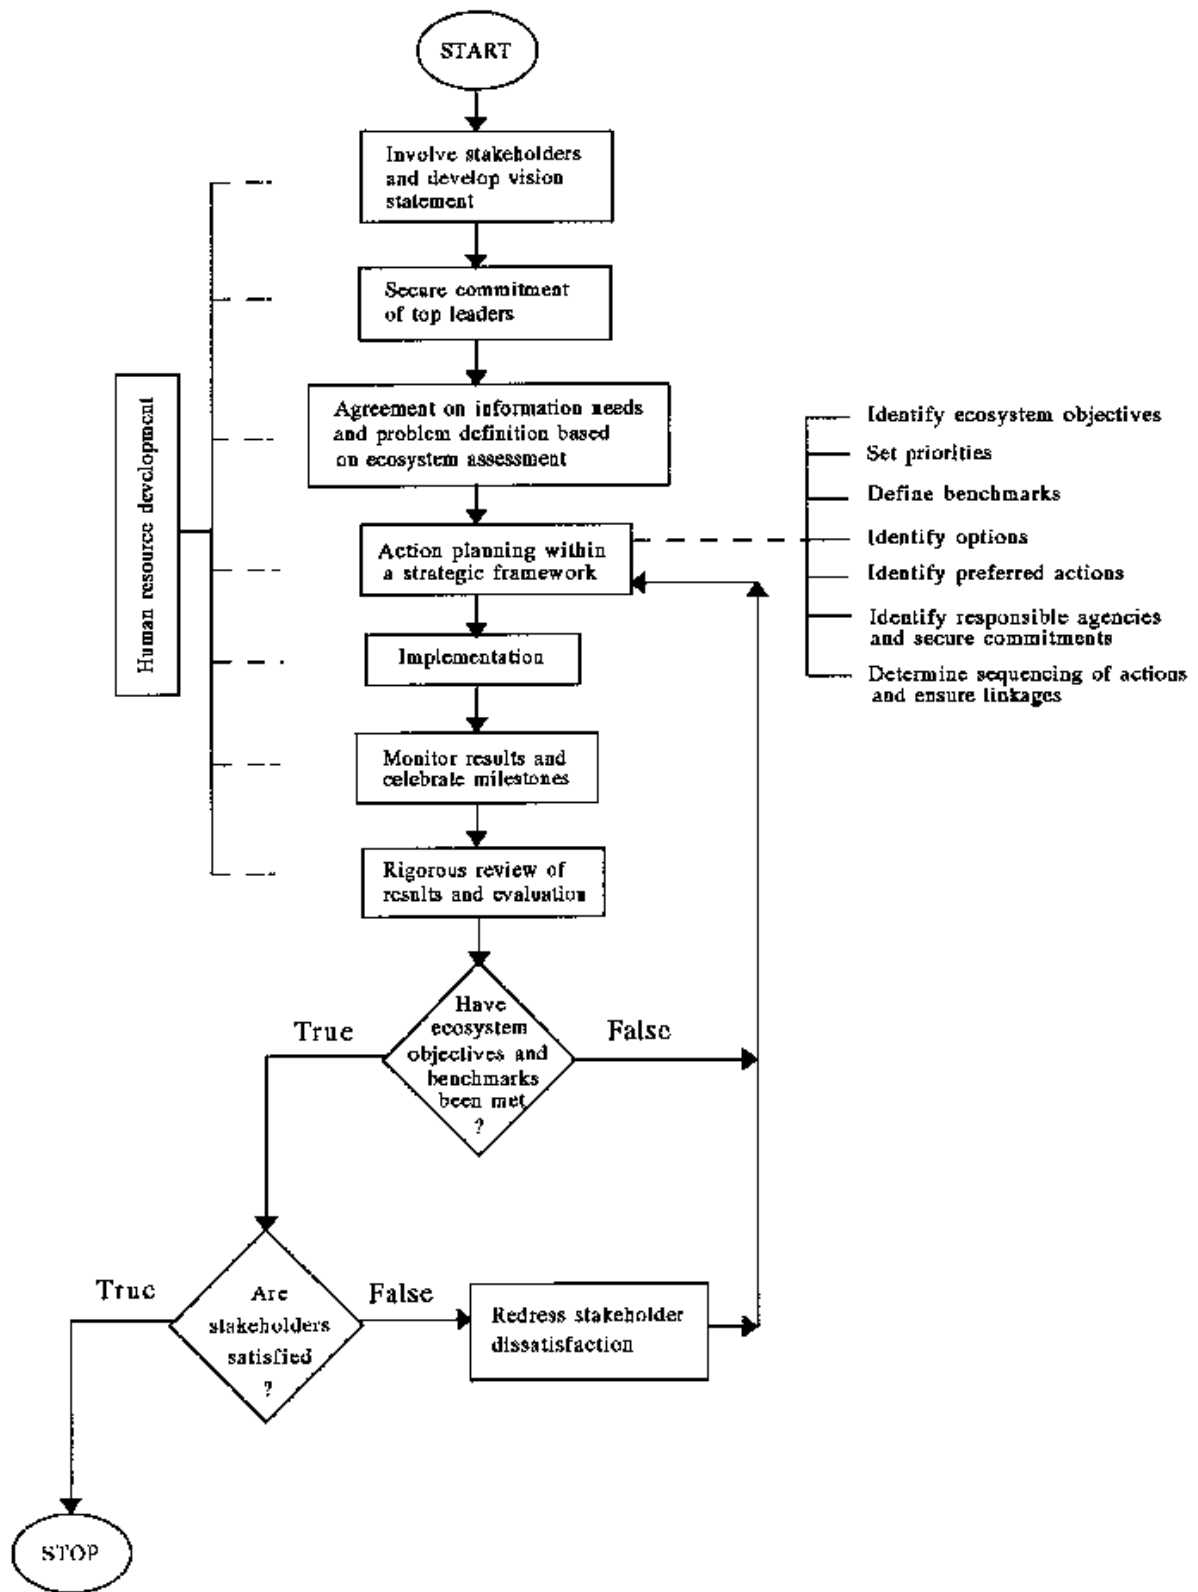 START
Involve stakeholders
and develop vision
statement
Secure commitment
of top leaders
Agreement on information needs
and problem definition based
on ecosystem assessment
Human resource development
Action planning within
a strategic framework
Identify ecosystem objectives
Set priorities
Define benchmarks
Identify options
Identify preferred actions
Identify responsible agencies
and secure commitments
Determine sequencing of actions
and ensure linkages
Implementation
Monitor results and
celebrate milestones
Rigorous review of
results and evaluation
Have
ecosystem
objectives and
benchmarks
been met
?
True
False
Are
stakeholders
satisfied
?
True
False
Redress stakeholder
dissatisfaction
STOP